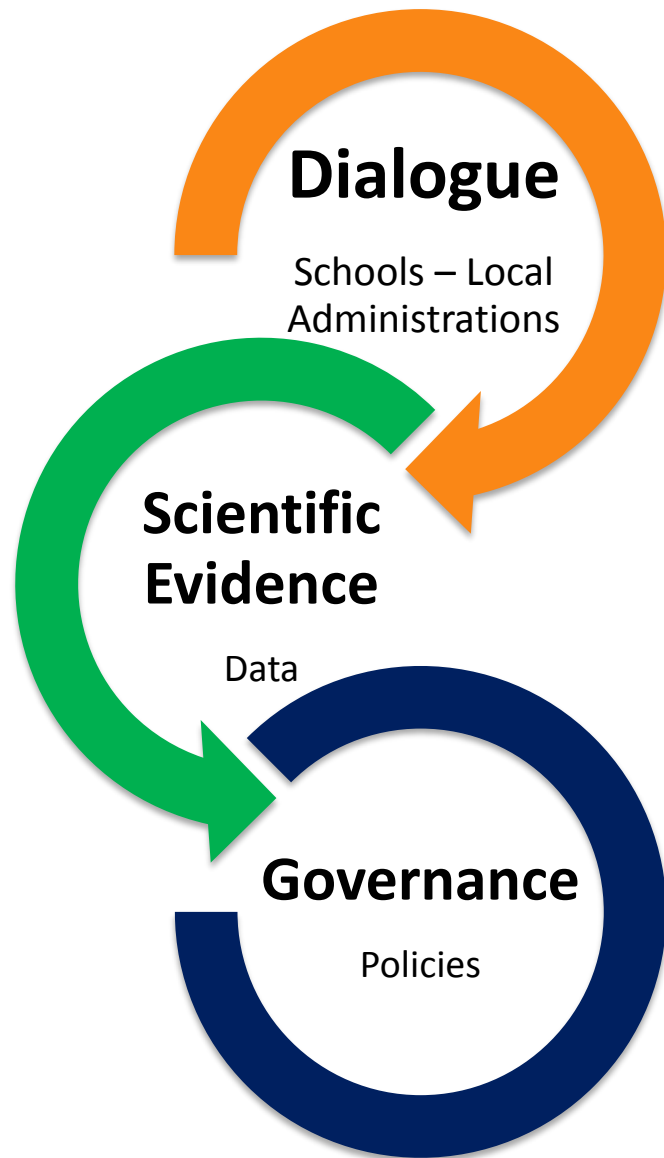 Dialogue
Schools – Local
Administrations
Scientific
Evidence
Data
Governance
Policies